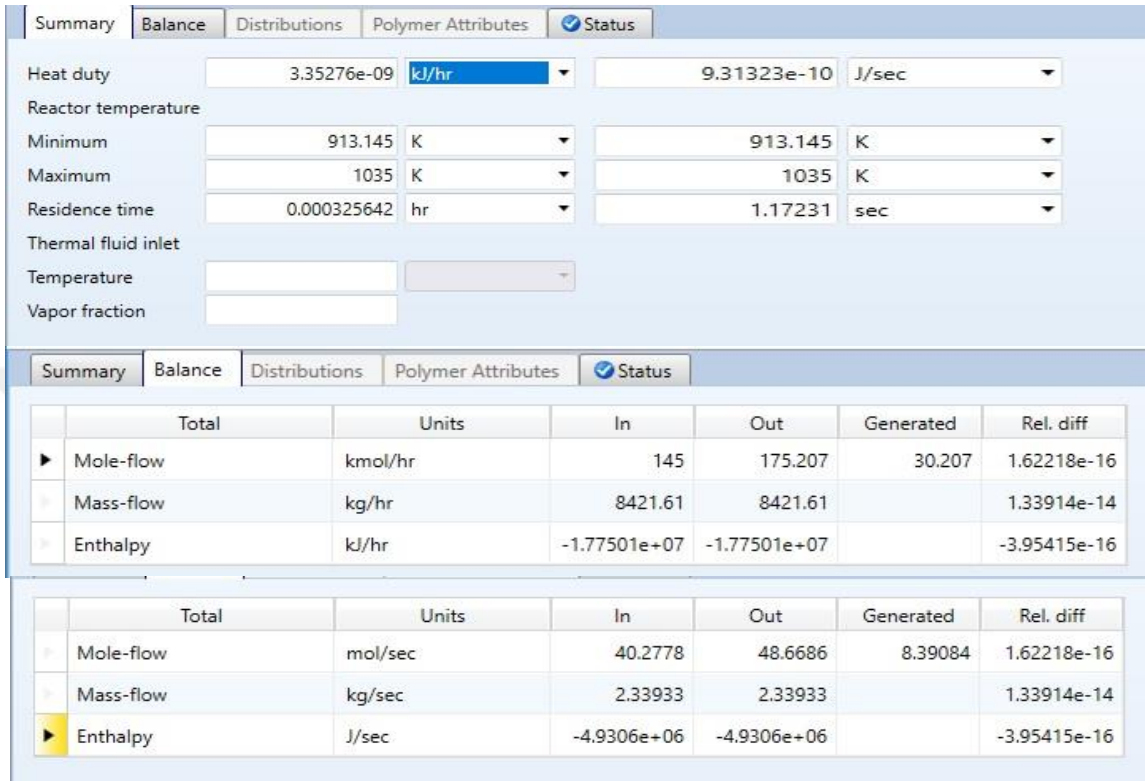 Summary Balance Distributions Polymer Attributes Status
Heat duty 3.35276e-09 kJ/hr 9.31323e-10 J/sec
Reactor temperature
Minimum 913.145 K 913.145 K
Maximum 1035 K 1035 K
Residence time 0.000325642 hr 1.17231 sec
Thermal fluid inlet
Temperature
Vapor fraction
Summary Balance Distributions Polymer Attributes Status
Total Units In Out Generated Rel. diff
Mole-flow kmol/hr 145 175.207 30.207 1.62218e-16
Mass-flow kg/hr 8421.61 8421.61 1.33914e-14
Enthalpy kJ/hr -1.77501e+07 -1.77501e+07 -3.95415e-16
Total Units In Out Generated Rel. diff
Mole-flow mol/sec 40.2778 48.6686 8.39084 1.62218e-16
Mass-flow kg/sec 2.33933 2.33933 1.33914e-14
Enthalpy J/sec -4.9306e+06 -4.9306e+06 -3.95415e-16